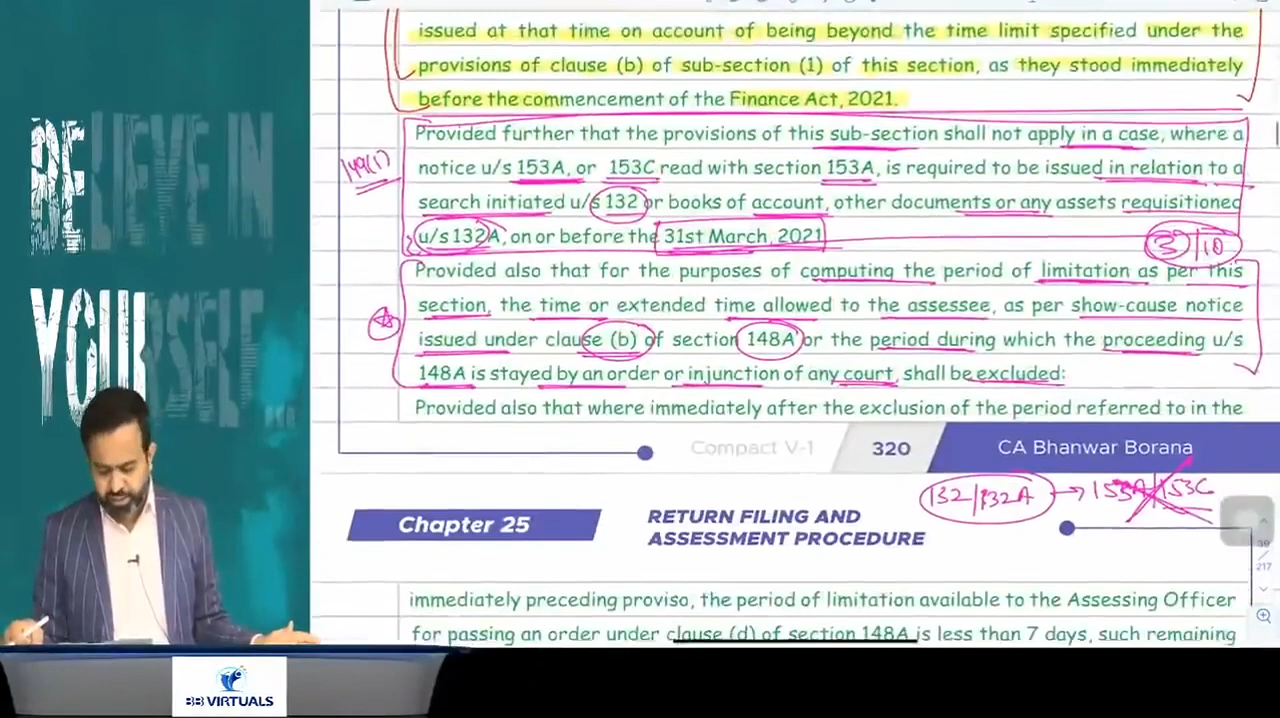 issued at that time on account of being beyond the time limit specified under the
provisions of clause (b) of sub-section (1) of this section, as they stood immediately
before the commencement of the Finance Act, 2021.
Provided further that the provisions of this sub-section shall not apply in a case, where a
149(1)
notice u/s 153A, or 153C read with section 153A, is required to be issued in relation to a
search initiated u/s 132 or books of account, other documents or any assets requisitioned
u/s 132A, on or before the 31st March, 2021
3/10
Provided also that for the purposes of computing the period of limitation as per this
section, the time or extended time allowed to the assessee, as per show-cause notice
issued under clause (b) of section 148A or the period during which the proceeding u/s
148A is stayed by an order or injunction of any court, shall be excluded:
Provided also that where immediately after the exclusion of the period referred to in the
Compact V-1 320 CA Bhanwar Borana
132/132A → 153A/153C
Chapter 25
RETURN FILING AND
ASSESSMENT PROCEDURE
39
/
217
immediately preceding proviso, the period of limitation available to the Assessing Officer
for passing an order under clause (d) of section 148A is less than 7 days, such remaining
BELIEVE IN
YOURSELF...
BB VIRTUALS